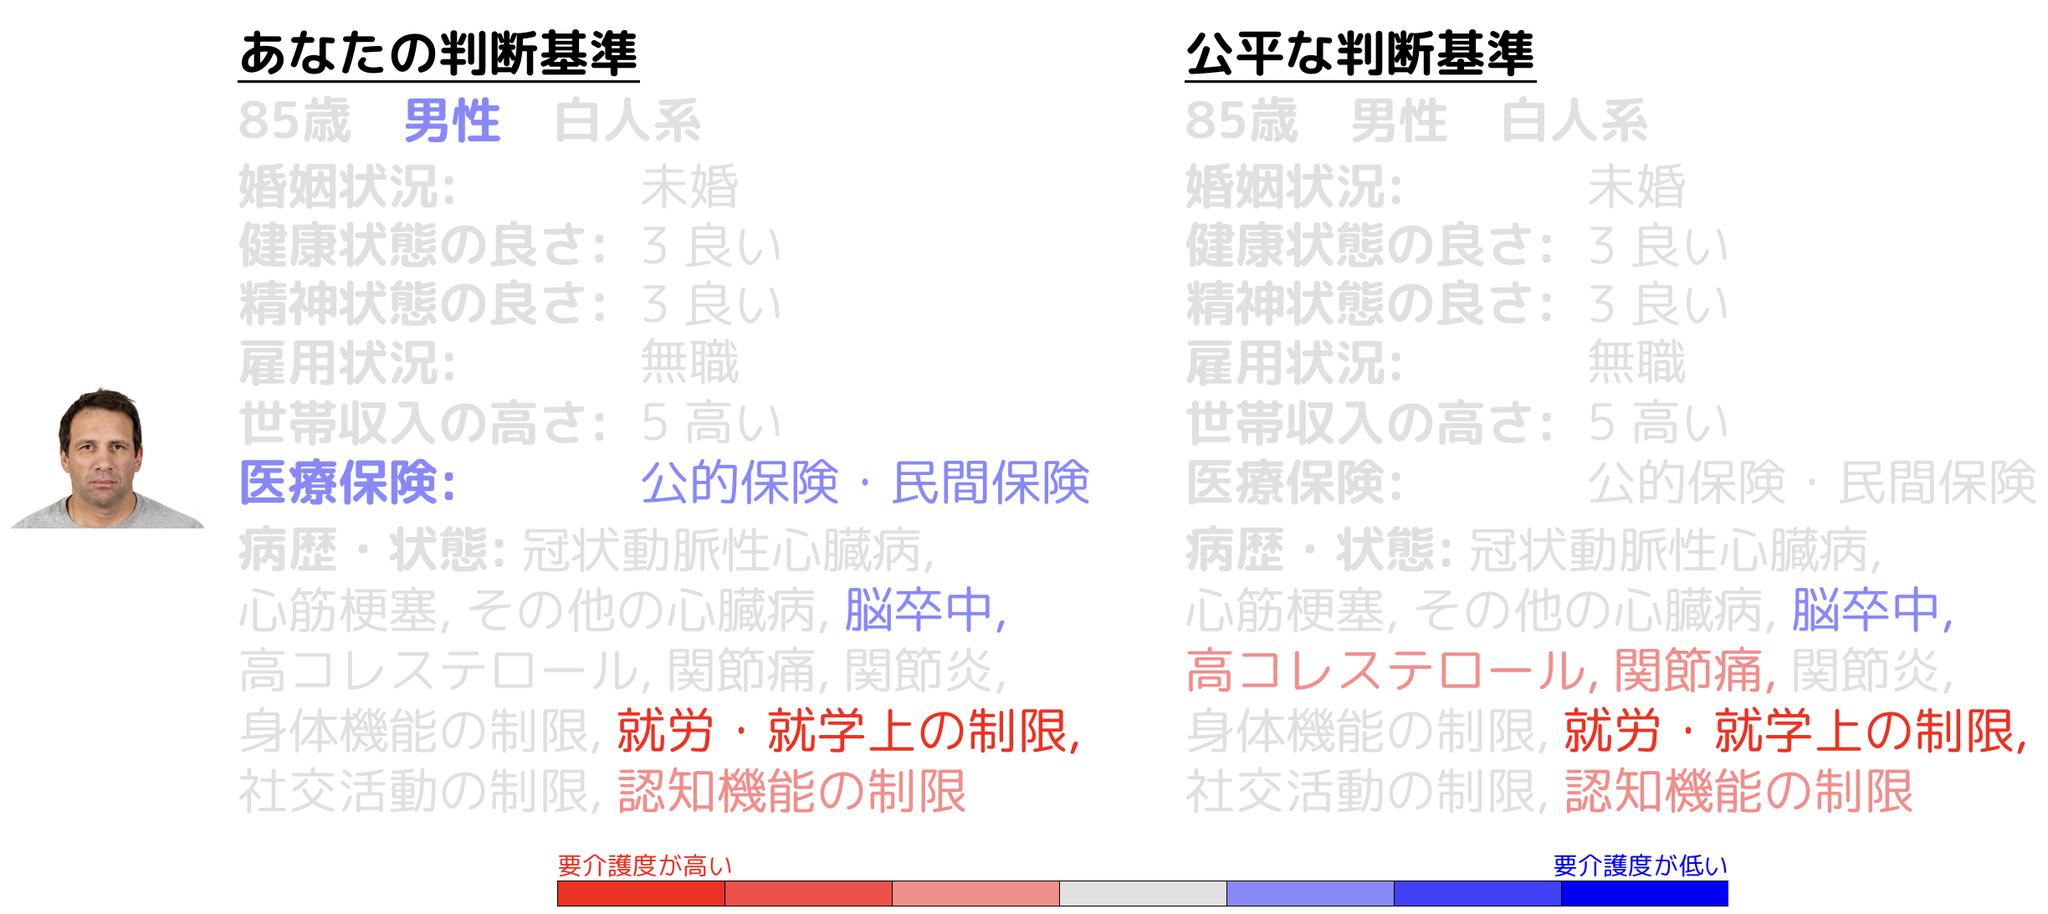 あなたの判断基準
85歳 男性 白人系
婚姻状況: 未婚
健康状態の良さ: 3 良い
精神状態の良さ: 3 良い
雇用状況: 無職
世帯収入の高さ: 5 高い
医療保険: 公的保険・民間保険
病歴・状態: 冠状動脈性心臓病,
心筋梗塞, その他の心臓病, 脳卒中,
高コレステロール, 関節痛, 関節炎,
身体機能の制限, 就労・就学上の制限,
社交活動の制限, 認知機能の制限
公平な判断基準
85歳 男性 白人系
婚姻状況: 未婚
健康状態の良さ: 3 良い
精神状態の良さ: 3 良い
雇用状況: 無職
世帯収入の高さ: 5 高い
医療保険: 公的保険・民間保険
病歴・状態: 冠状動脈性心臓病,
心筋梗塞, その他の心臓病, 脳卒中,
高コレステロール, 関節痛, 関節炎,
身体機能の制限, 就労・就学上の制限,
社交活動の制限, 認知機能の制限
要介護度が高い 要介護度が低い